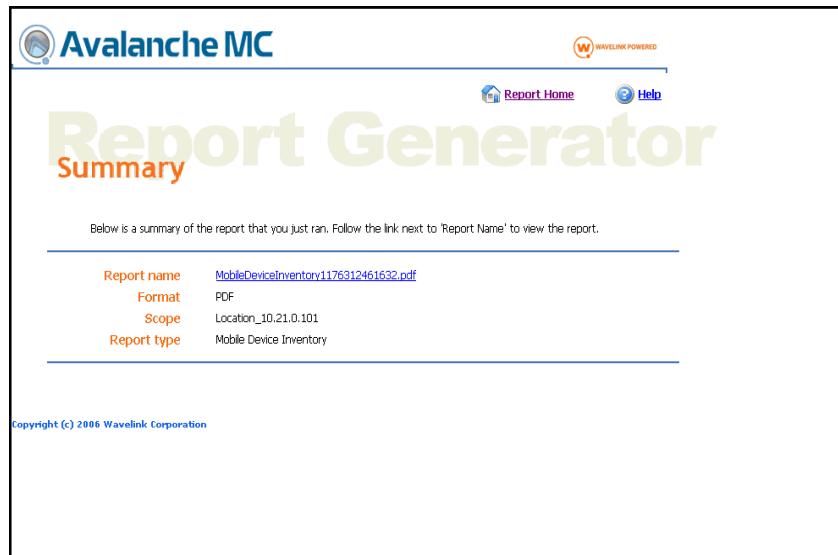 Avalanche MC
W WAVELINK POWERED
Report Home
Help
Report Generator
Summary
Below is a summary of the report that you just ran. Follow the link next to 'Report Name' to view the report.
Report name MobileDeviceInventory1176312461632.pdf
Format PDF
Scope Location_10.21.0.101
Report type Mobile Device Inventory
Copyright (c) 2006 Wavelink Corporation